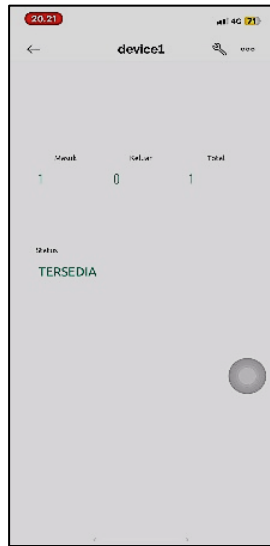 20.21 4G 71
device1
Masuk Keluar Total
1 0 1
Status
TERSEDIA